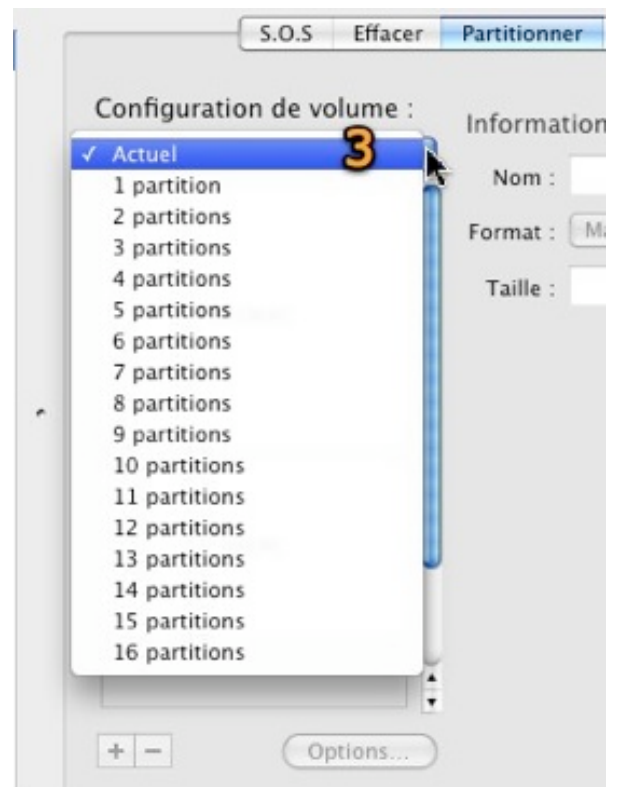 S.O.S Effacer Partitionner
Configuration de volume :
Information
3
✓ Actuel
1 partition
2 partitions
3 partitions
4 partitions
5 partitions
6 partitions
7 partitions
8 partitions
9 partitions
10 partitions
11 partitions
12 partitions
13 partitions
14 partitions
15 partitions
16 partitions
Nom :
Format : Ma
Taille :
+ − Options...